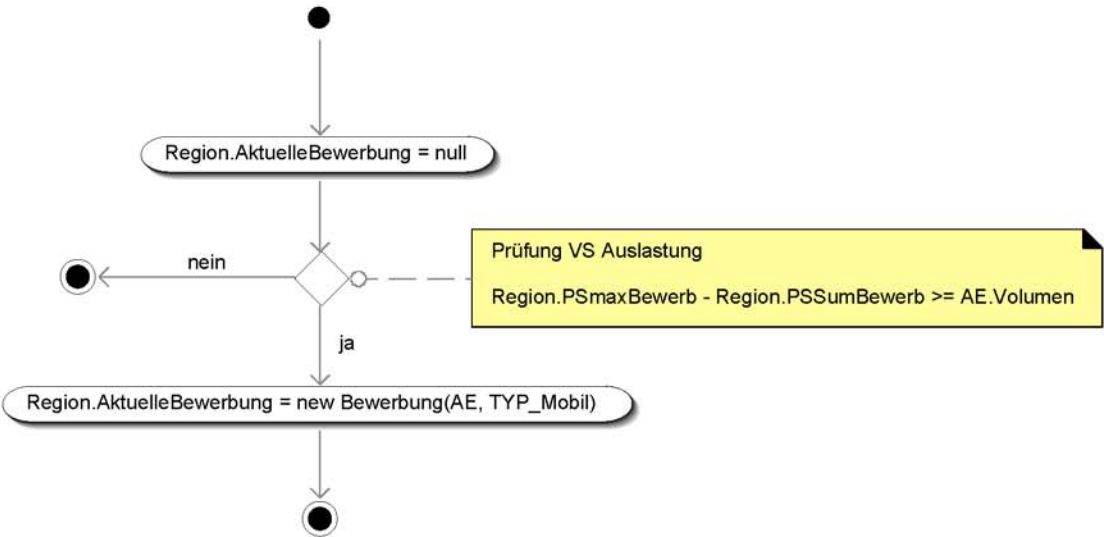 Region.AktuelleBewerbung = null
nein
Prüfung VS Auslastung
Region.PSmaxBewerb - Region.PSSumBewerb >= AE.Volumen
ja
Region.AktuelleBewerbung = new Bewerbung(AE, TYP_Mobil)